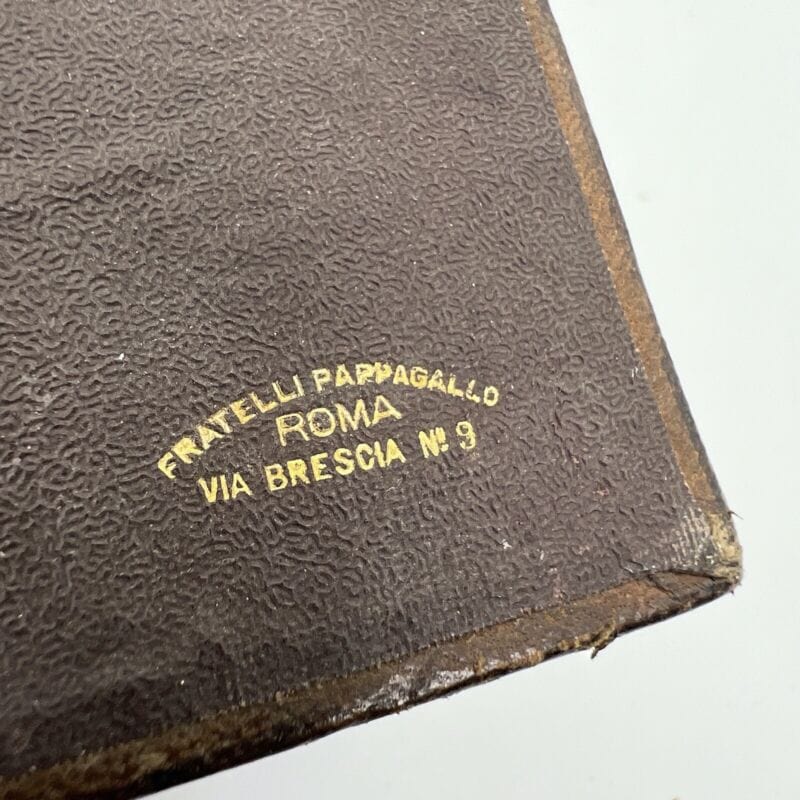 FRATELLI PAPPAGALLO
ROMA
VIA BRESCIA Nº 9